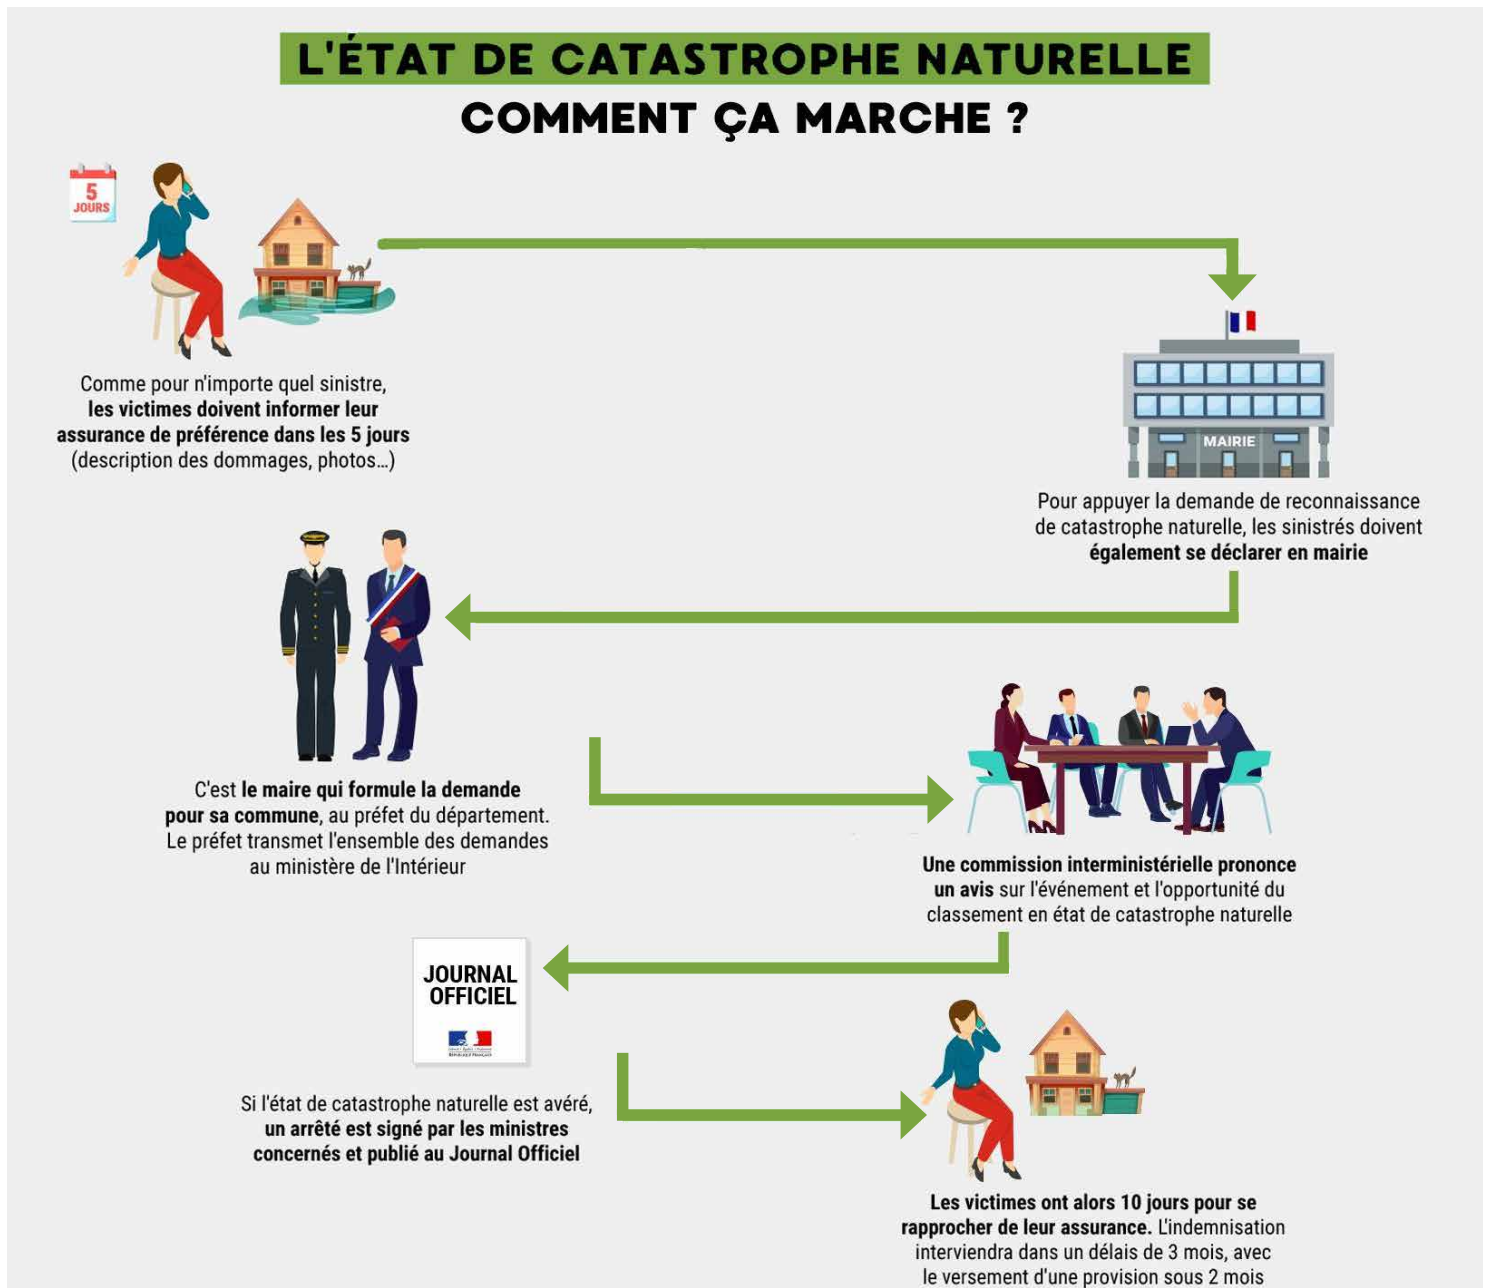 L'ÉTAT DE CATASTROPHE NATURELLE
COMMENT ÇA MARCHE ?
5
JOURS
Comme pour n'importe quel sinistre,
les victimes doivent informer leur
assurance de préférence dans les 5 jours
(description des dommages, photos...)
MAIRIE
Pour appuyer la demande de reconnaissance
de catastrophe naturelle, les sinistrés doivent
également se déclarer en mairie
C'est le maire qui formule la demande
pour sa commune, au préfet du département.
Le préfet transmet l'ensemble des demandes
au ministère de l'Intérieur
Une commission interministérielle prononce
un avis sur l'événement et l'opportunité du
classement en état de catastrophe naturelle
JOURNAL
OFFICIEL
RÉPUBLIQUE FRANÇAISE
Si l'état de catastrophe naturelle est avéré,
un arrêté est signé par les ministres
concernés et publié au Journal Officiel
Les victimes ont alors 10 jours pour se
rapprocher de leur assurance. L'indemnisation
interviendra dans un délais de 3 mois, avec
le versement d'une provision sous 2 mois